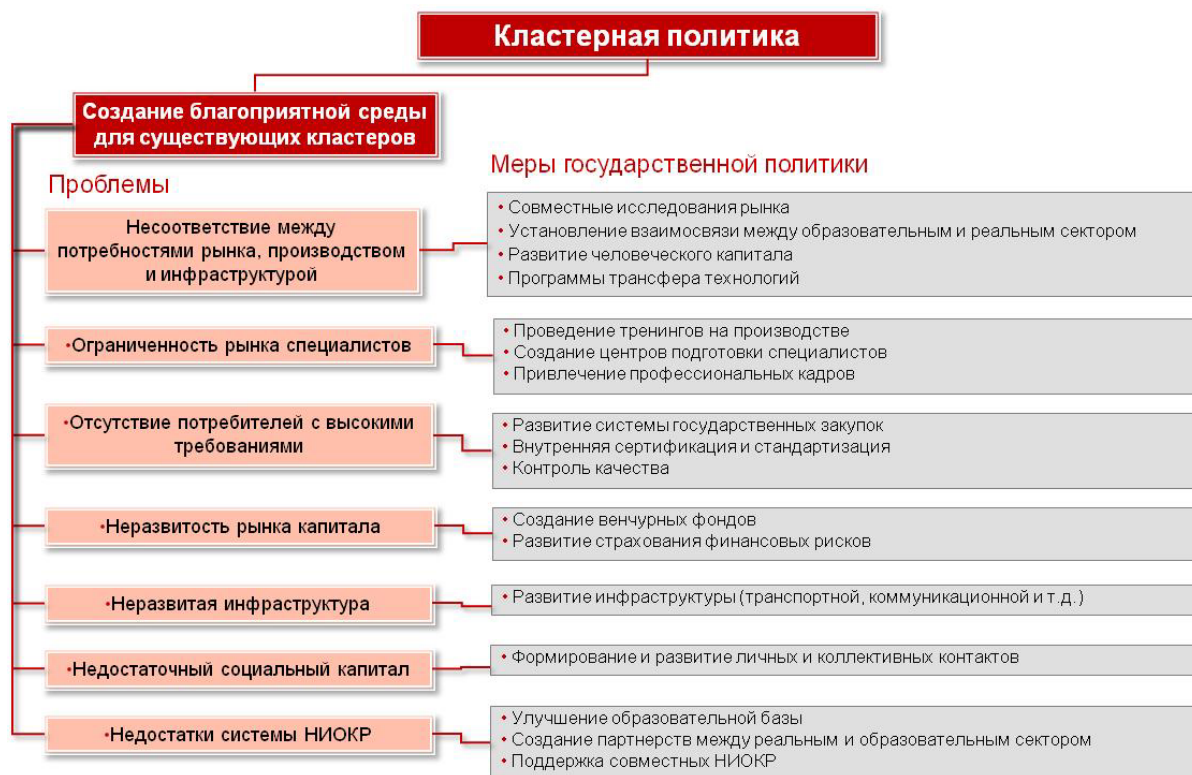 Кластерная политика
Создание благоприятной среды
для существующих кластеров
Проблемы
Меры государственной политики
Несоответствие между
потребностями рынка, производством
и инфраструктурой
• Совместные исследования рынка
• Установление взаимосвязи между образовательным и реальным сектором
• Развитие человеческого капитала
• Программы трансфера технологий
•Ограниченность рынка специалистов
• Проведение тренингов на производстве
• Создание центров подготовки специалистов
• Привлечение профессиональных кадров
•Отсутствие потребителей с высокими
требованиями
• Развитие системы государственных закупок
• Внутренняя сертификация и стандартизация
• Контроль качества
•Неразвитость рынка капитала
• Создание венчурных фондов
• Развитие страхования финансовых рисков
•Неразвитая инфраструктура
• Развитие инфраструктуры (транспортной, коммуникационной и т.д.)
•Недостаточный социальный капитал
• Формирование и развитие личных и коллективных контактов
•Недостатки системы НИОКР
• Улучшение образовательной базы
• Создание партнерств между реальным и образовательным сектором
• Поддержка совместных НИОКР